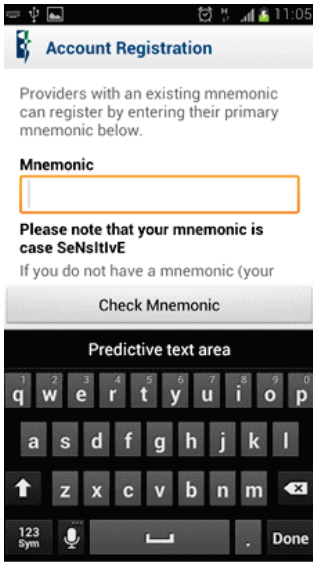 11:05
Account Registration
Providers with an existing mnemonic
can register by entering their primary
mnemonic below.
Mnemonic
Please note that your mnemonic is
case SeNsItIvE
If you do not have a mnemonic (your
Check Mnemonic
Predictive text area
1 2 3 4 5 6 7 8 9 0
q w e r t y u i o p
a s d f g h j k l
z x c v b n m
123
Sym
. Done